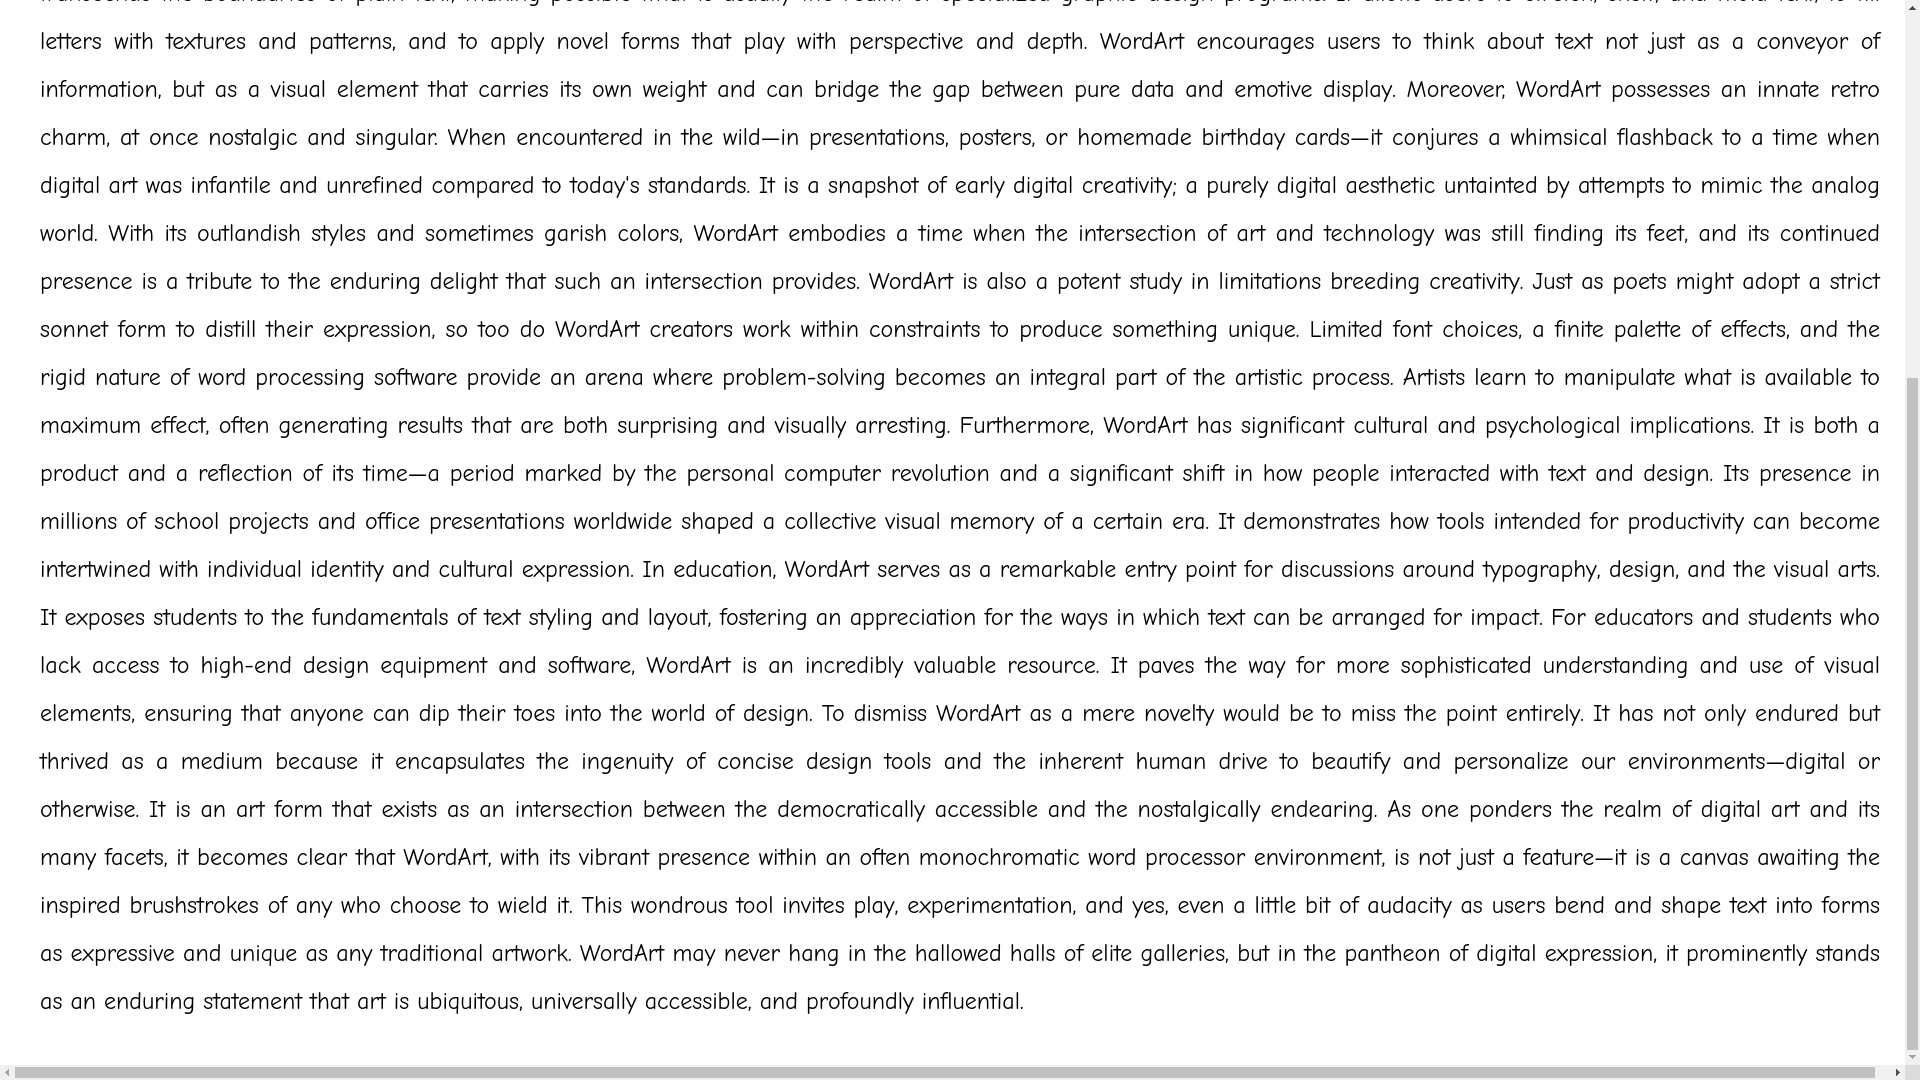 letters with textures and patterns, and to apply novel forms that play with perspective and depth. WordArt encourages users to think about text not just as a conveyor of
information, but as a visual element that carries its own weight and can bridge the gap between pure data and emotive display. Moreover, WordArt possesses an innate retro
charm, at once nostalgic and singular. When encountered in the wild—in presentations, posters, or homemade birthday cards—it conjures a whimsical flashback to a time when
digital art was infantile and unrefined compared to today's standards. It is a snapshot of early digital creativity; a purely digital aesthetic untainted by attempts to mimic the analog
world. With its outlandish styles and sometimes garish colors, WordArt embodies a time when the intersection of art and technology was still finding its feet, and its continued
presence is a tribute to the enduring delight that such an intersection provides. WordArt is also a potent study in limitations breeding creativity. Just as poets might adopt a strict
sonnet form to distill their expression, so too do WordArt creators work within constraints to produce something unique. Limited font choices, a finite palette of effects, and the
rigid nature of word processing software provide an arena where problem-solving becomes an integral part of the artistic process. Artists learn to manipulate what is available to
maximum effect, often generating results that are both surprising and visually arresting. Furthermore, WordArt has significant cultural and psychological implications. It is both a
product and a reflection of its time—a period marked by the personal computer revolution and a significant shift in how people interacted with text and design. Its presence in
millions of school projects and office presentations worldwide shaped a collective visual memory of a certain era. It demonstrates how tools intended for productivity can become
intertwined with individual identity and cultural expression. In education, WordArt serves as a remarkable entry point for discussions around typography, design, and the visual arts.
It exposes students to the fundamentals of text styling and layout, fostering an appreciation for the ways in which text can be arranged for impact. For educators and students who
lack access to high-end design equipment and software, WordArt is an incredibly valuable resource. It paves the way for more sophisticated understanding and use of visual
elements, ensuring that anyone can dip their toes into the world of design. To dismiss WordArt as a mere novelty would be to miss the point entirely. It has not only endured but
thrived as a medium because it encapsulates the ingenuity of concise design tools and the inherent human drive to beautify and personalize our environments—digital or
otherwise. It is an art form that exists as an intersection between the democratically accessible and the nostalgically endearing. As one ponders the realm of digital art and its
many facets, it becomes clear that WordArt, with its vibrant presence within an often monochromatic word processor environment, is not just a feature—it is a canvas awaiting the
inspired brushstrokes of any who choose to wield it. This wondrous tool invites play, experimentation, and yes, even a little bit of audacity as users bend and shape text into forms
as expressive and unique as any traditional artwork. WordArt may never hang in the hallowed halls of elite galleries, but in the pantheon of digital expression, it prominently stands
as an enduring statement that art is ubiquitous, universally accessible, and profoundly influential.